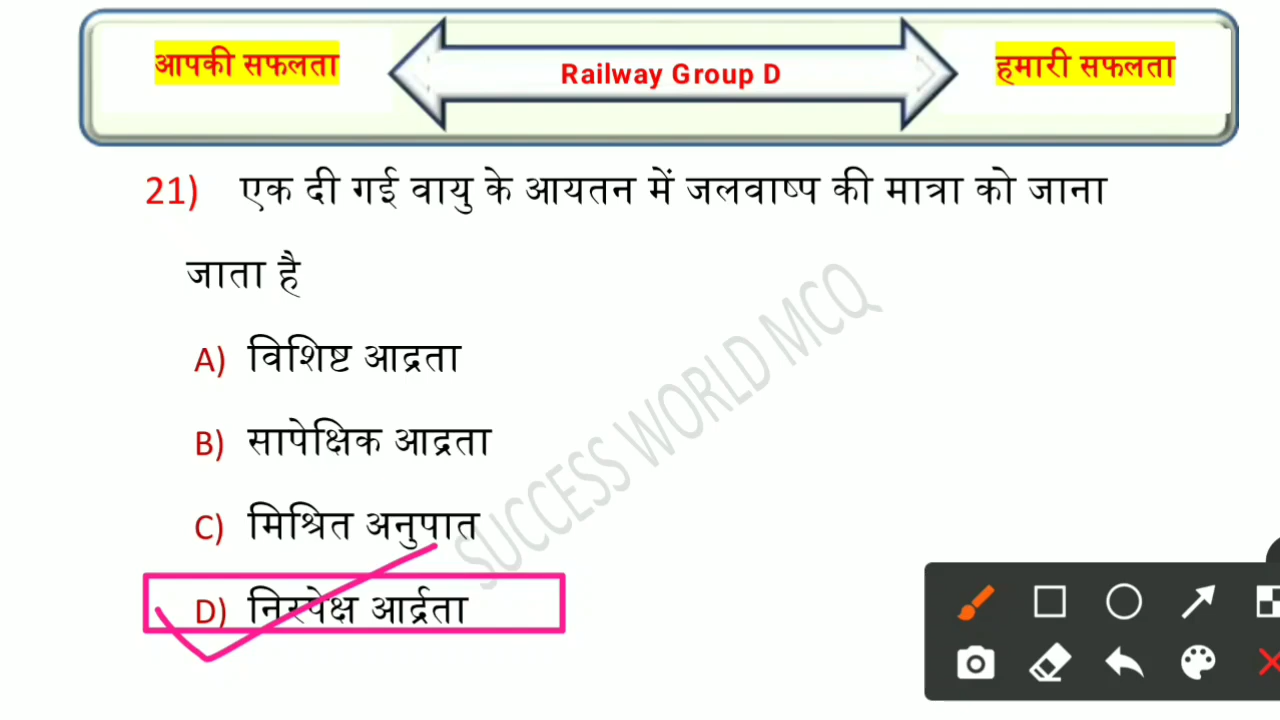 आपकी सफलता
Railway Group D
हमारी सफलता
21) एक दी गई वायु के आयतन में जलवाष्प की मात्रा को जाना
जाता है
A) विशिष्ट आद्रता
B) सापेक्षिक आद्रता
C) मिश्रित अनुपात
D) निरपेक्ष आर्द्रता
SUCCESS WORLD MCQ